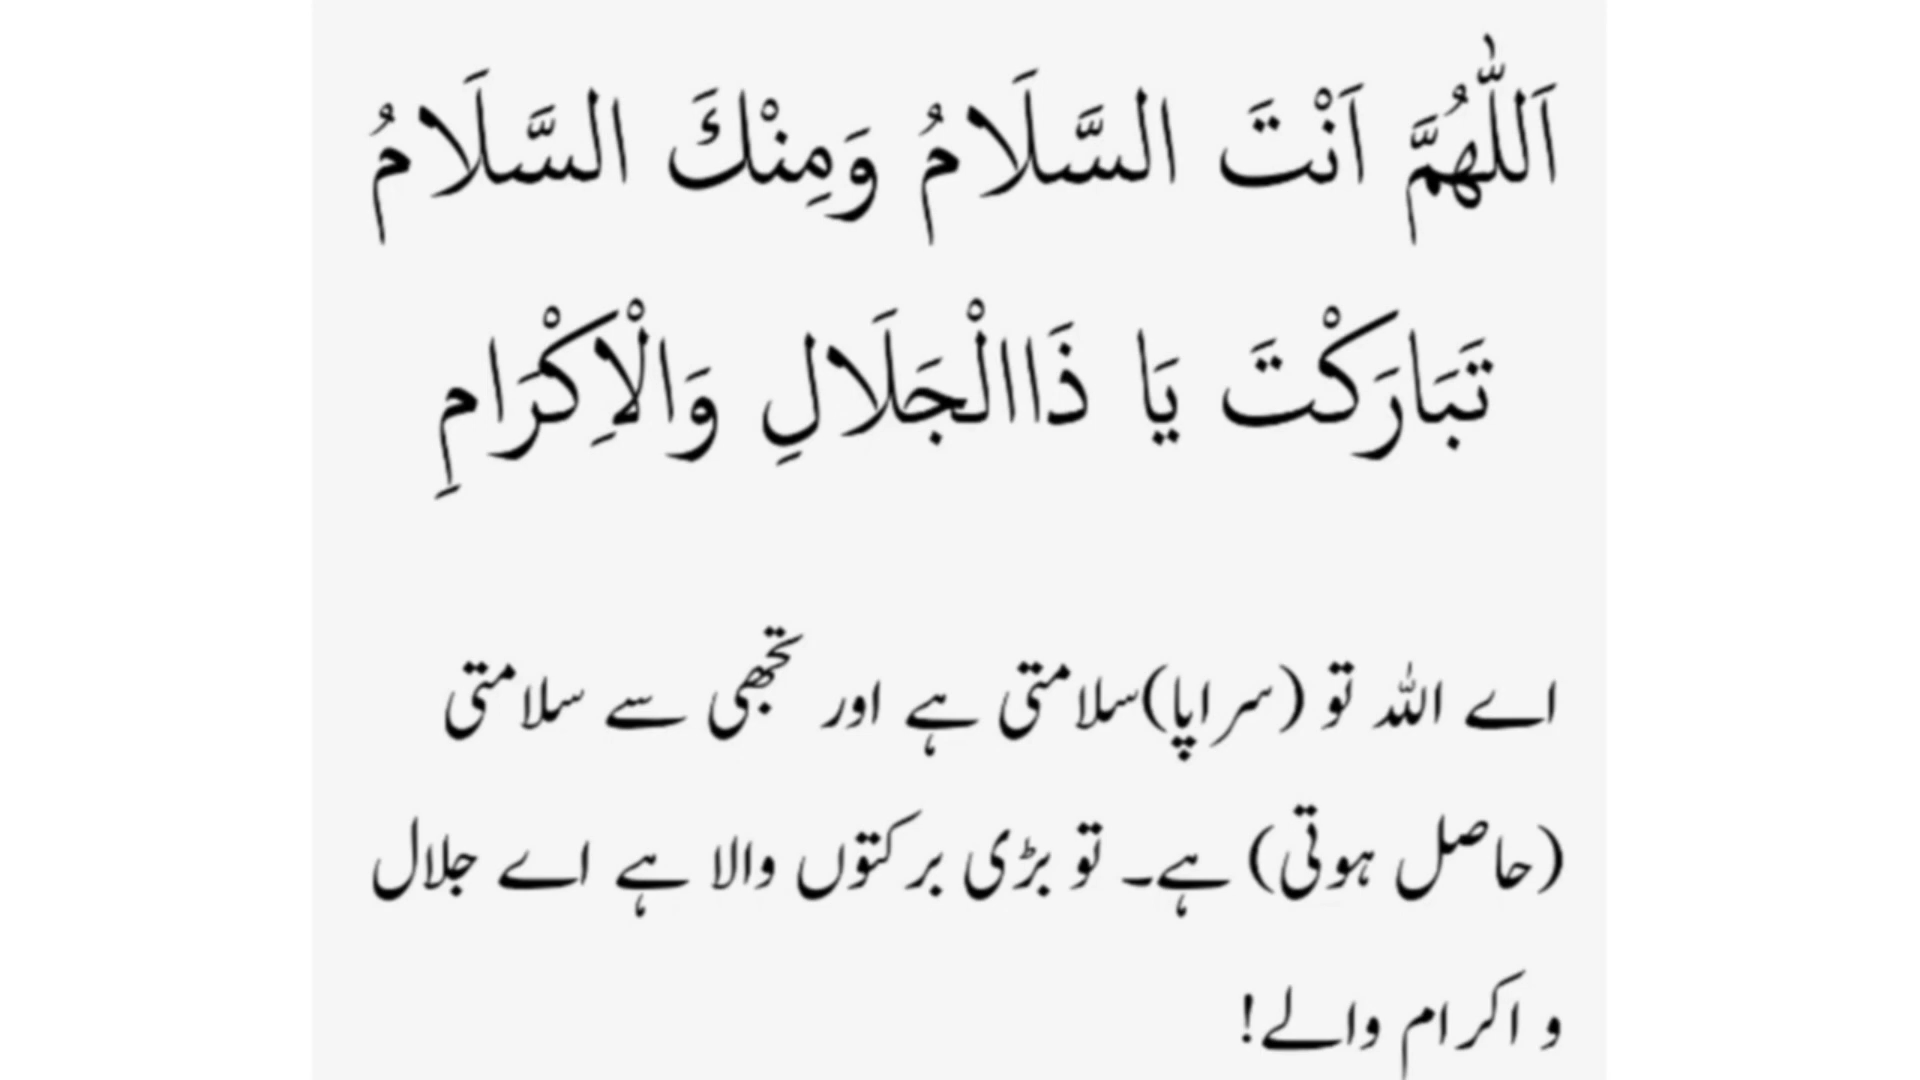 اَللّٰهُمَّ اَنْتَ السَّلَامُ وَمِنْكَ السَّلَامُ
تَبَارَكْتَ يَا ذَاالْجَلَالِ وَالْاِكْرَامِ
اے اللہ تو (سراپا)سلامتی ہے اور تجھی سے سلامتی
(حاصل ہوتی) ہے۔ تو بڑی برکتوں والا ہے اے جلال
و اکرام والے!